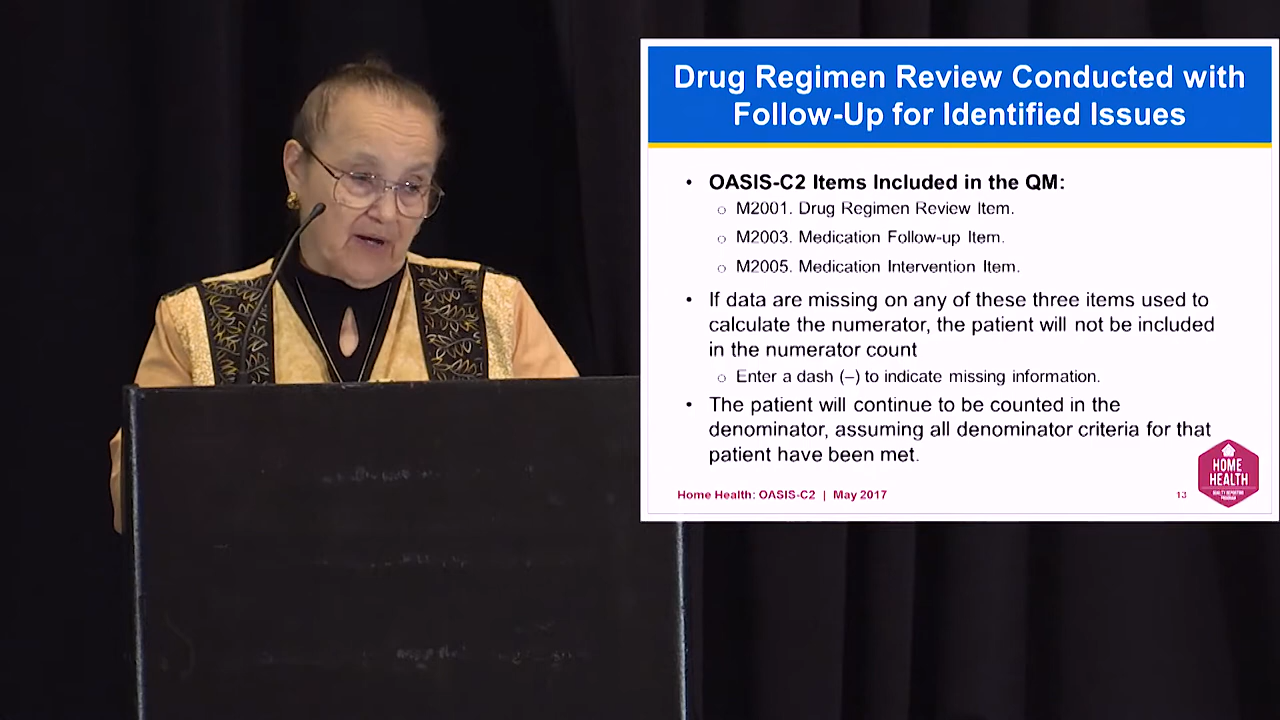 Drug Regimen Review Conducted with
Follow-Up for Identified Issues
• OASIS-C2 Items Included in the QM:
○ M2001. Drug Regimen Review Item.
○ M2003. Medication Follow-up Item.
○ M2005. Medication Intervention Item.
• If data are missing on any of these three items used to
calculate the numerator, the patient will not be included
in the numerator count
○ Enter a dash (–) to indicate missing information.
• The patient will continue to be counted in the
denominator, assuming all denominator criteria for that
patient have been met.
HOME
HEALTH
QUALITY REPORTING
PROGRAM
Home Health: OASIS-C2 | May 2017
13